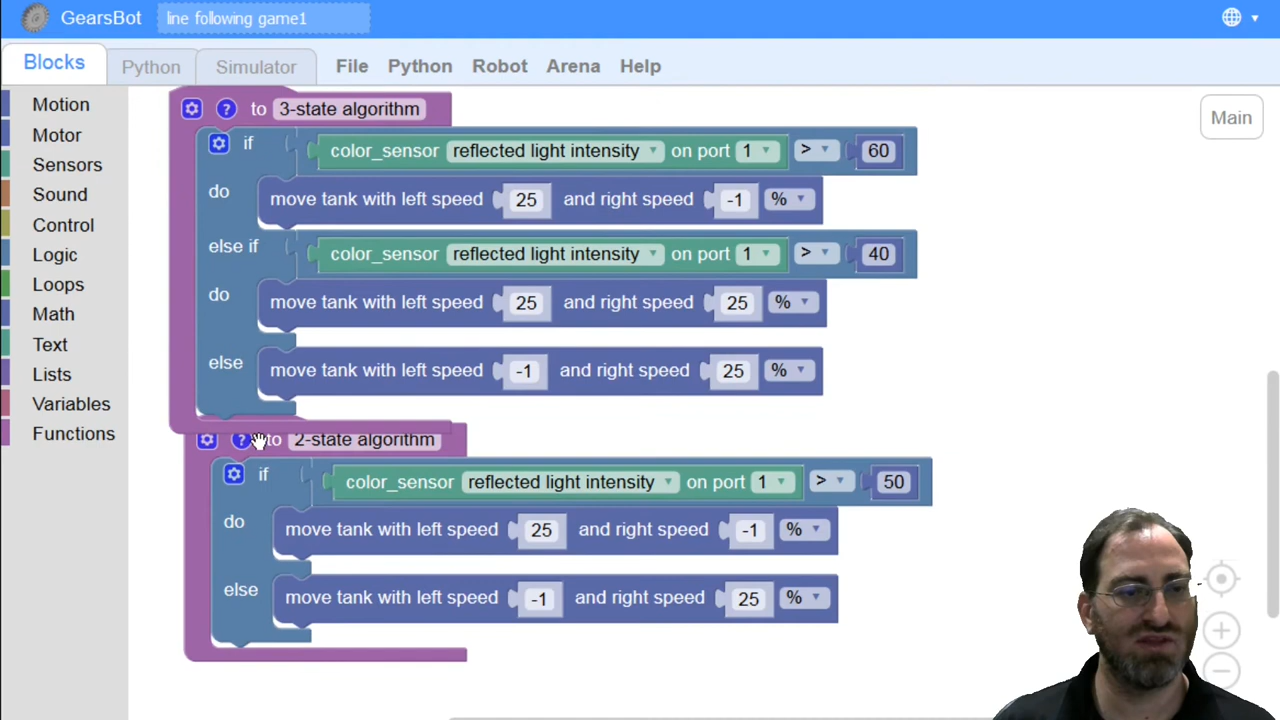 GearsBot line following game1
Blocks Python Simulator File Python Robot Arena Help
Motion
Motor
Sensors
Sound
Control
Logic
Loops
Math
Text
Lists
Variables
Functions
Main
? to 3-state algorithm
if color_sensor reflected light intensity on port 1 > 60
do move tank with left speed 25 and right speed -1 %
else if color_sensor reflected light intensity on port 1 > 40
do move tank with left speed 25 and right speed 25 %
else move tank with left speed -1 and right speed 25 %
? to 2-state algorithm
if color_sensor reflected light intensity on port 1 > 50
do move tank with left speed 25 and right speed -1 %
else move tank with left speed -1 and right speed 25 %